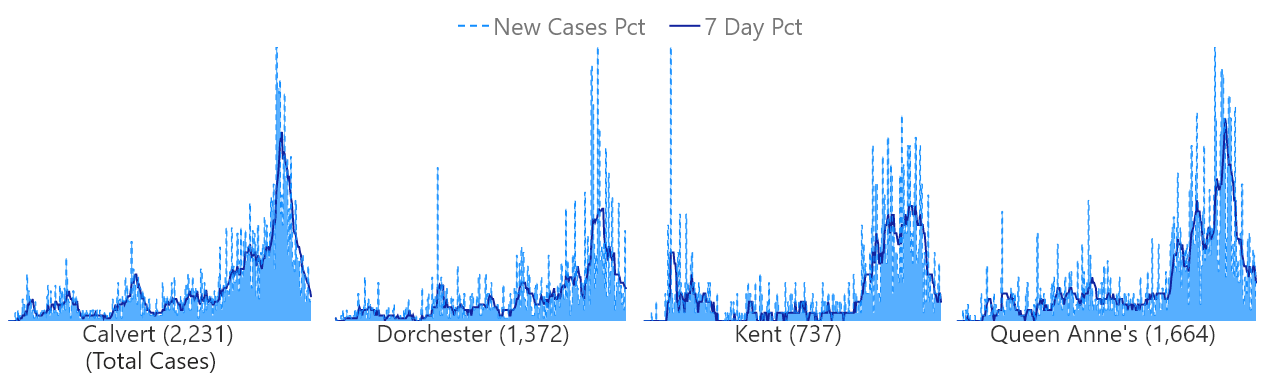 New Cases Pct 7 Day Pct
Calvert (2,231) Dorchester (1,372) Kent (737) Queen Anne's (1,664)
(Total Cases)